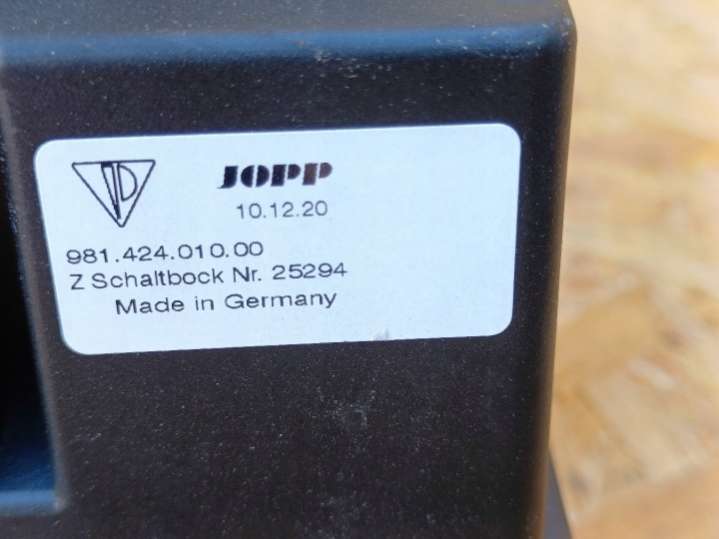 JOPP
10.12.20
981.424.010.00
Z Schaltbock Nr. 25294
Made in Germany